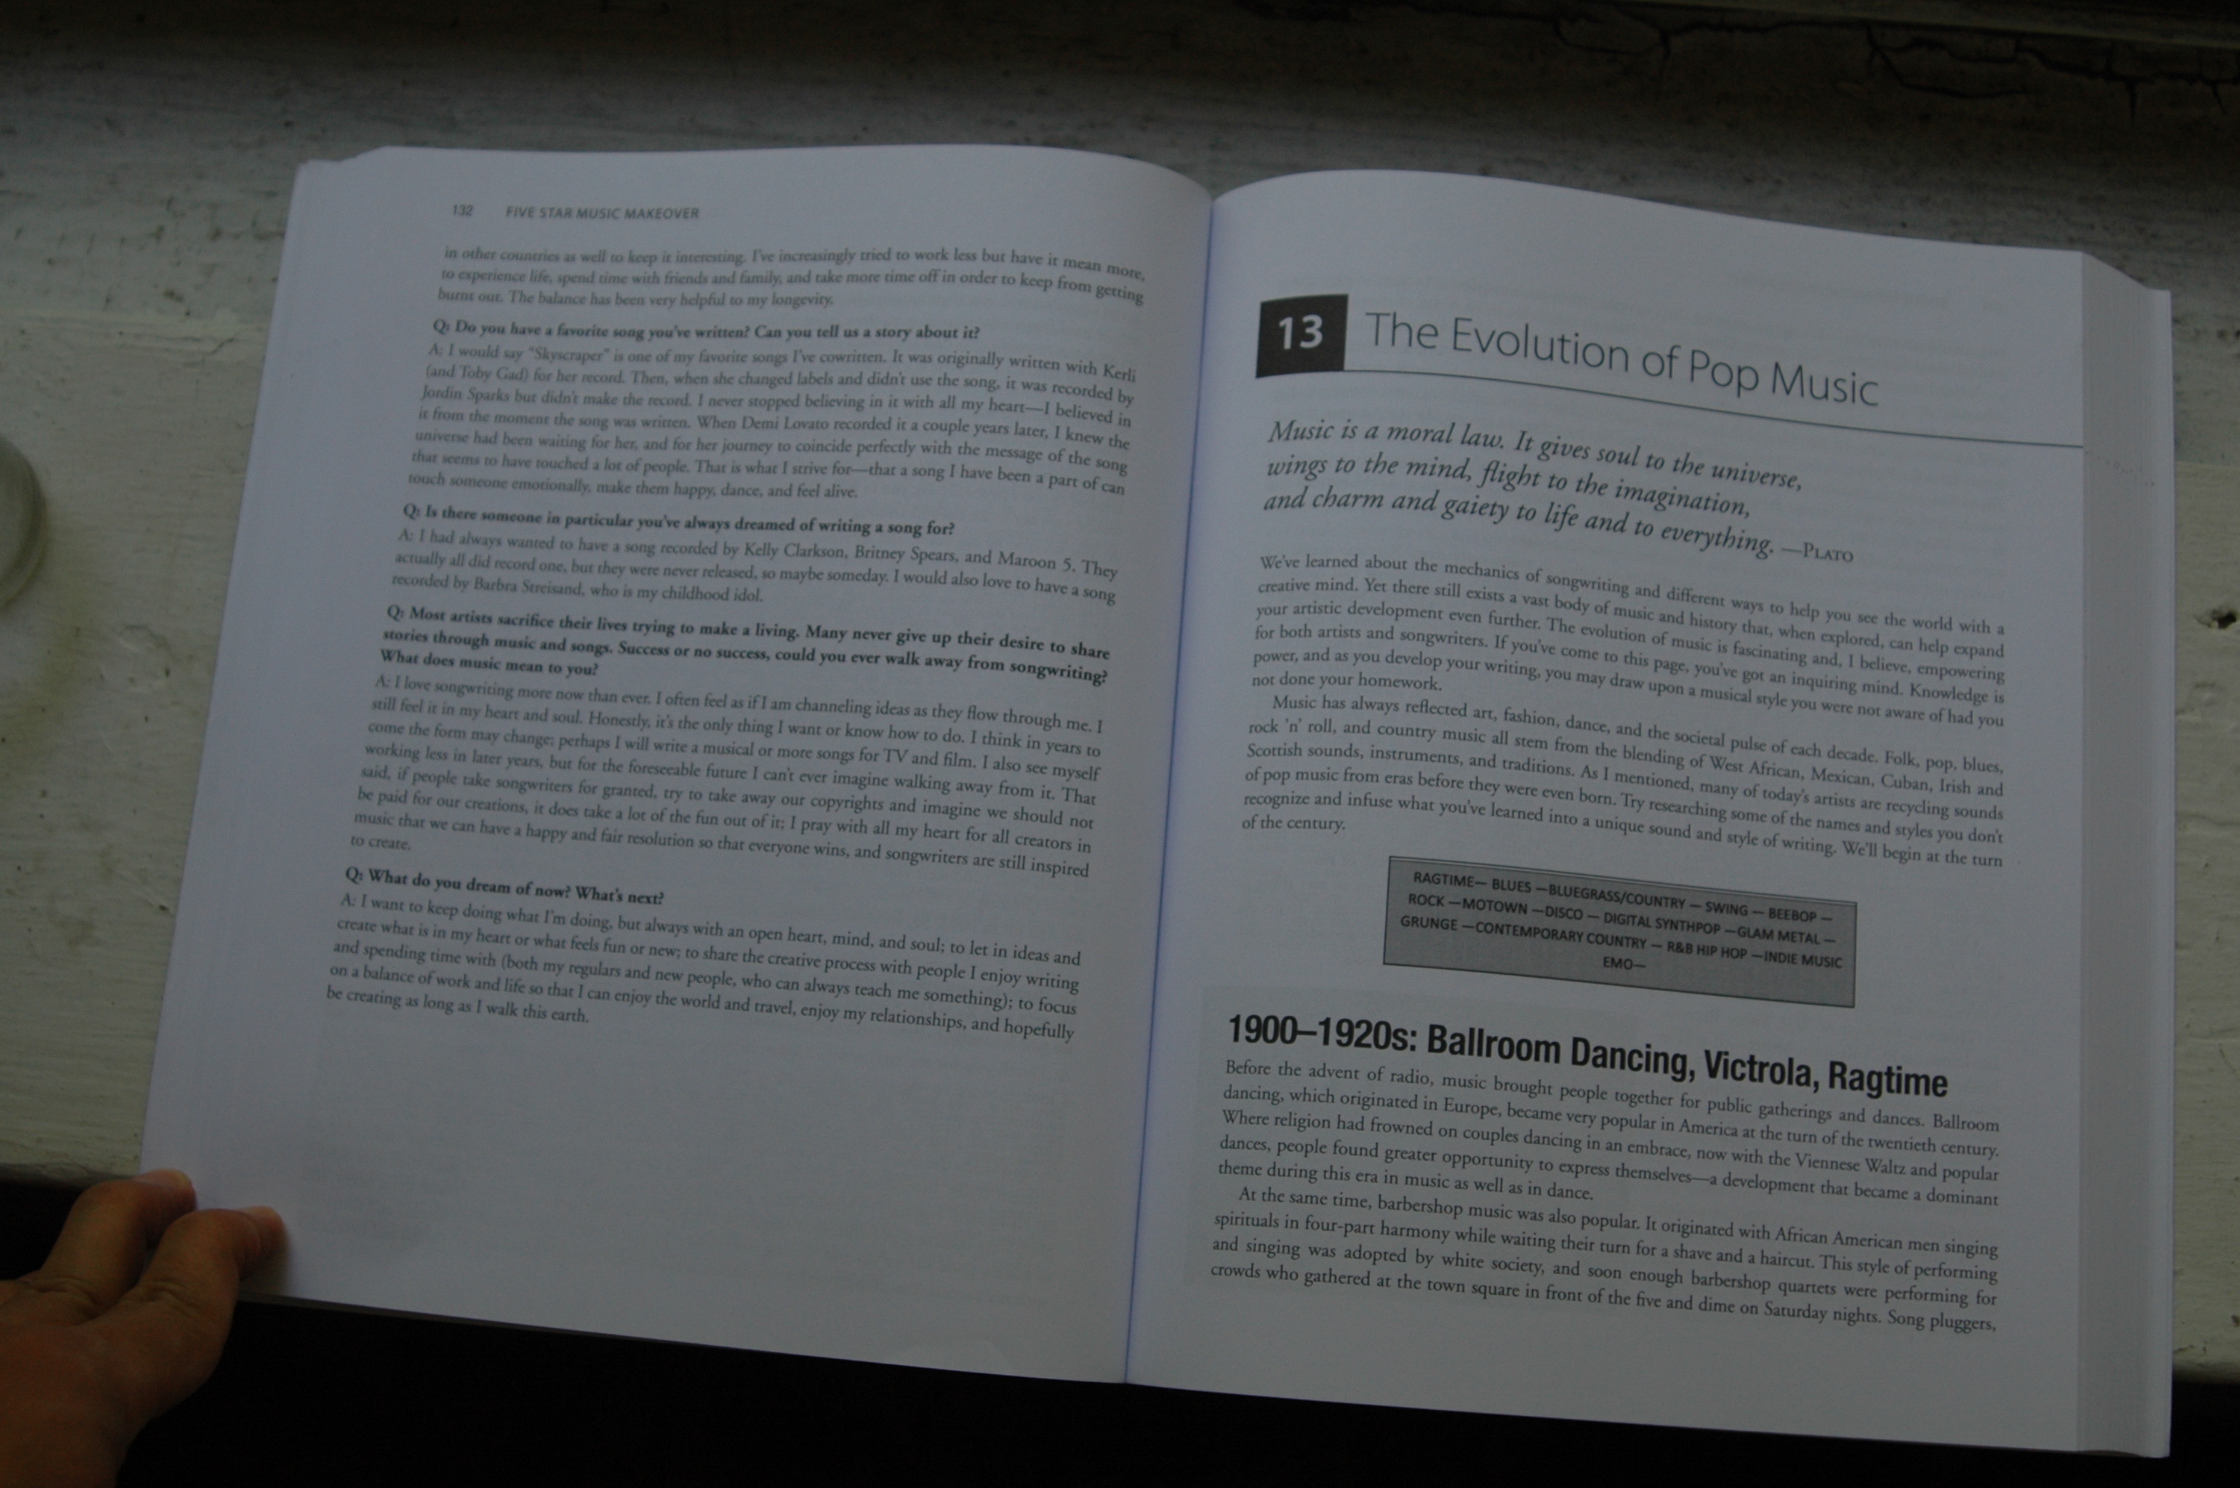 132 FIVE STAR MUSIC MAKEOVER
in other countries as well to keep it interesting. I've increasingly tried to work less but have it mean more,
to experience life, spend time with friends and family, and take more time off in order to keep from getting
burnt out. The balance has been very helpful to my longevity.
Q: Do you have a favorite song you've written? Can you tell us a story about it?
A: I would say "Skyscraper" is one of my favorite songs I've cowritten. It was originally written with Kerli
(and Toby Gad) for her record. Then, when she changed labels and didn't use the song, it was recorded by
Jordin Sparks but didn't make the record. I never stopped believing in it with all my heart—I believed in
it from the moment the song was written. When Demi Lovato recorded it a couple years later, I knew the
universe had been waiting for her, and for her journey to coincide perfectly with the message of the song
that seems to have touched a lot of people. That is what I strive for—that a song I have been a part of can
touch someone emotionally, make them happy, dance, and feel alive.
Q: Is there someone in particular you've always dreamed of writing a song for?
A: I had always wanted to have a song recorded by Kelly Clarkson, Britney Spears, and Maroon 5. They
actually all did record one, but they were never released, so maybe someday. I would also love to have a song
recorded by Barbra Streisand, who is my childhood idol.
Q: Most artists sacrifice their lives trying to make a living. Many never give up their desire to share
stories through music and songs. Success or no success, could you ever walk away from songwriting?
What does music mean to you?
A: I love songwriting more now than ever. I often feel as if I am channeling ideas as they flow through me. I
still feel it in my heart and soul. Honestly, it's the only thing I want or know how to do. I think in years to
come the form may change; perhaps I will write a musical or more songs for TV and film. I also see myself
working less in later years, but for the foreseeable future I can't ever imagine walking away from it. That
said, if people take songwriters for granted, try to take away our copyrights and imagine we should not
be paid for our creations, it does take a lot of the fun out of it; I pray with all my heart for all creators in
music that we can have a happy and fair resolution so that everyone wins, and songwriters are still inspired
to create.
Q: What do you dream of now? What's next?
A: I want to keep doing what I'm doing, but always with an open heart, mind, and soul; to let in ideas and
create what is in my heart or what feels fun or new; to share the creative process with people I enjoy writing
and spending time with (both my regulars and new people, who can always teach me something); to focus
on a balance of work and life so that I can enjoy the world and travel, enjoy my relationships, and hopefully
be creating as long as I walk this earth.
13 The Evolution of Pop Music
Music is a moral law. It gives soul to the universe,
wings to the mind, flight to the imagination,
and charm and gaiety to life and to everything. —PLATO
We've learned about the mechanics of songwriting and different ways to help you see the world with a
creative mind. Yet there still exists a vast body of music and history that, when explored, can help expand
your artistic development even further. The evolution of music is fascinating and, I believe, empowering
for both artists and songwriters. If you've come to this page, you've got an inquiring mind. Knowledge is
power, and as you develop your writing, you may draw upon a musical style you were not aware of had you
not done your homework.
Music has always reflected art, fashion, dance, and the societal pulse of each decade. Folk, pop, blues,
rock 'n' roll, and country music all stem from the blending of West African, Mexican, Cuban, Irish and
Scottish sounds, instruments, and traditions. As I mentioned, many of today's artists are recycling sounds
of pop music from eras before they were even born. Try researching some of the names and styles you don't
recognize and infuse what you've learned into a unique sound and style of writing. We'll begin at the turn
of the century.
RAGTIME— BLUES —BLUEGRASS/COUNTRY — SWING — BEEBOP —
ROCK —MOTOWN —DISCO — DIGITAL SYNTHPOP —GLAM METAL —
GRUNGE —CONTEMPORARY COUNTRY — R&B HIP HOP —INDIE MUSIC
EMO—
1900–1920s: Ballroom Dancing, Victrola, Ragtime
Before the advent of radio, music brought people together for public gatherings and dances. Ballroom
dancing, which originated in Europe, became very popular in America at the turn of the twentieth century.
Where religion had frowned on couples dancing in an embrace, now with the Viennese Waltz and popular
dances, people found greater opportunity to express themselves—a development that became a dominant
theme during this era in music as well as in dance.
At the same time, barbershop music was also popular. It originated with African American men singing
spirituals in four-part harmony while waiting their turn for a shave and a haircut. This style of performing
and singing was adopted by white society, and soon enough barbershop quartets were performing for
crowds who gathered at the town square in front of the five and dime on Saturday nights. Song pluggers,